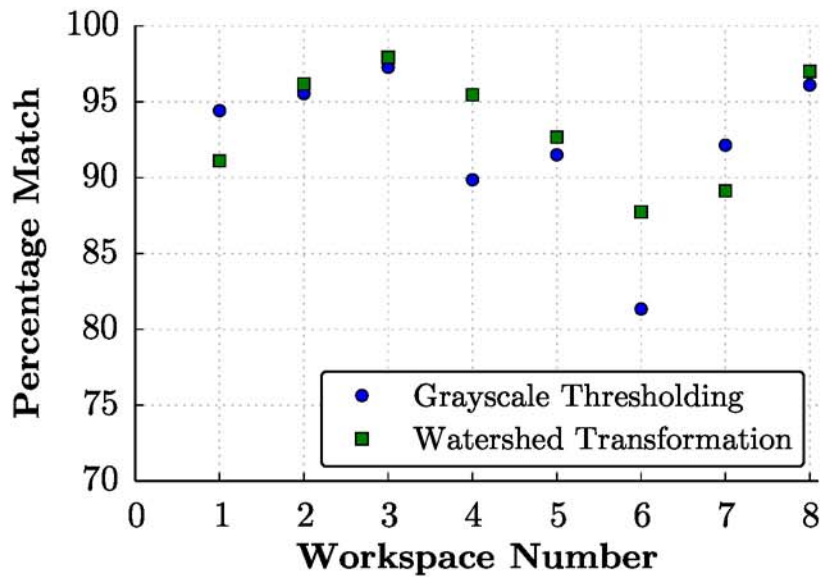 100
95
90
85
80
75
70
Percentage Match
Grayscale Thresholding
Watershed Transformation
0 1 2 3 4 5 6 7 8
Workspace Number